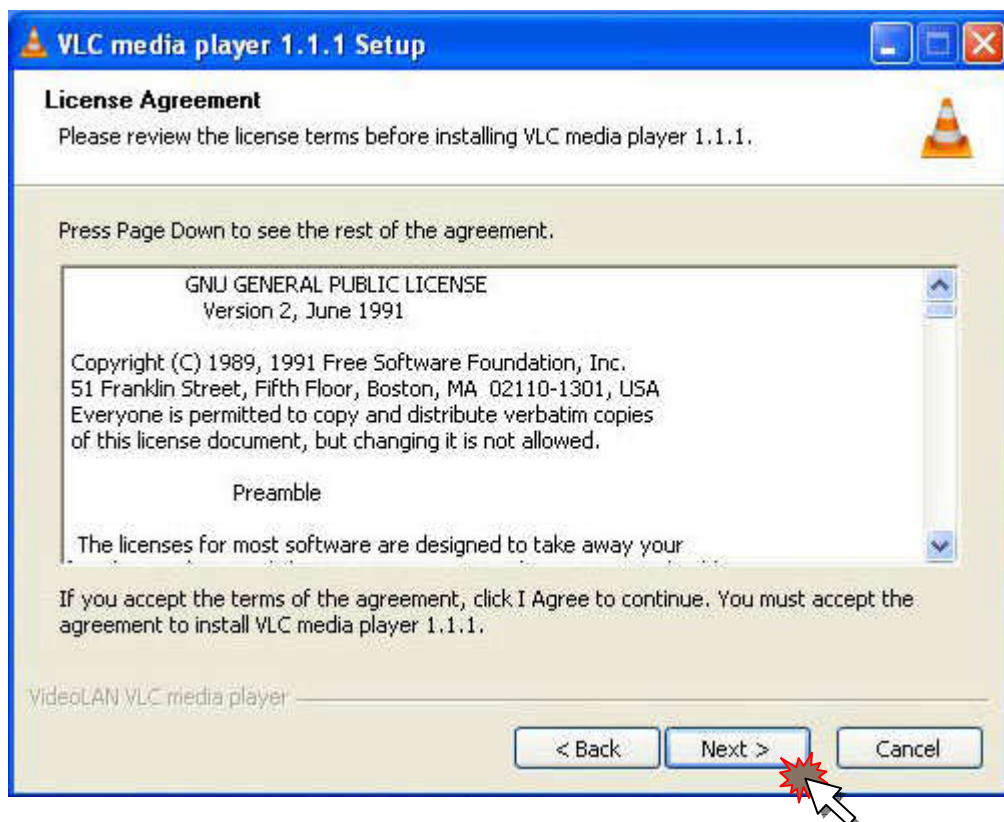 VLC media player 1.1.1 Setup
License Agreement
Please review the license terms before installing VLC media player 1.1.1.
Press Page Down to see the rest of the agreement.
GNU GENERAL PUBLIC LICENSE
Version 2, June 1991
Copyright (C) 1989, 1991 Free Software Foundation, Inc.
51 Franklin Street, Fifth Floor, Boston, MA  02110-1301, USA
Everyone is permitted to copy and distribute verbatim copies
of this license document, but changing it is not allowed.
Preamble
The licenses for most software are designed to take away your
If you accept the terms of the agreement, click I Agree to continue. You must accept the
agreement to install VLC media player 1.1.1.
VideoLAN VLC media player
< Back Next > Cancel